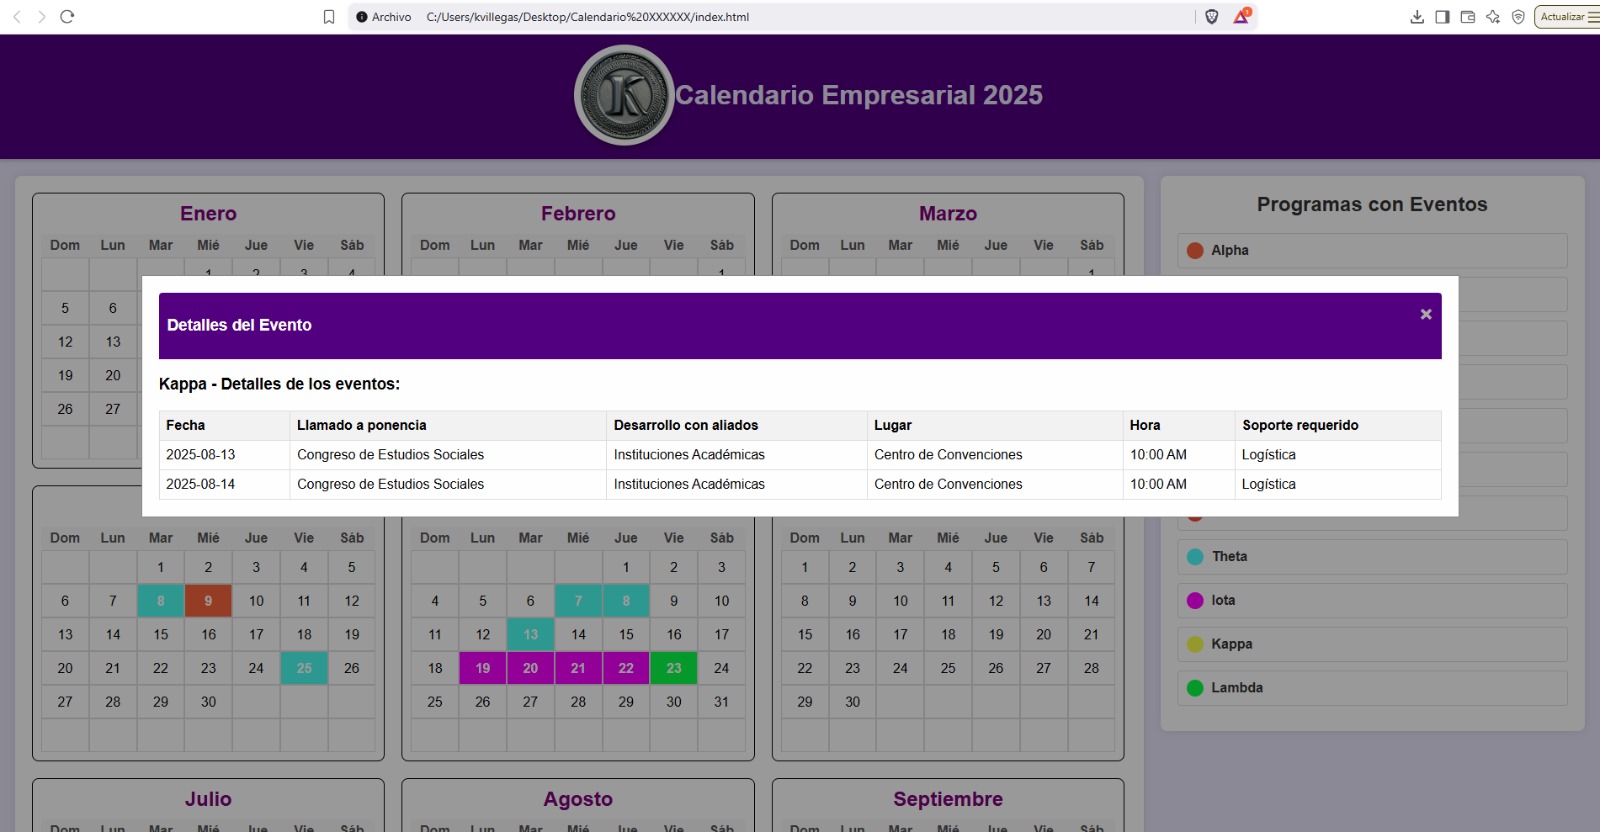 Archivo C:/Users/kvillegas/Desktop/Calendario%20XXXXXX/index.html 1 Actualizar
K Calendario Empresarial 2025
Enero
Dom Lun Mar Mié Jue Vie Sáb
1 2 3 4
5 6
12 13
19 20
26 27
Febrero
Dom Lun Mar Mié Jue Vie Sáb
1
Marzo
Dom Lun Mar Mié Jue Vie Sáb
1
Programas con Eventos
Alpha
Detalles del Evento ×
Kappa - Detalles de los eventos:
Fecha Llamado a ponencia Desarrollo con aliados Lugar Hora Soporte requerido
2025-08-13 Congreso de Estudios Sociales Instituciones Académicas Centro de Convenciones 10:00 AM Logística
2025-08-14 Congreso de Estudios Sociales Instituciones Académicas Centro de Convenciones 10:00 AM Logística
Dom Lun Mar Mié Jue Vie Sáb
1 2 3 4 5
6 7 8 9 10 11 12
13 14 15 16 17 18 19
20 21 22 23 24 25 26
27 28 29 30
Dom Lun Mar Mié Jue Vie Sáb
1 2 3
4 5 6 7 8 9 10
11 12 13 14 15 16 17
18 19 20 21 22 23 24
25 26 27 28 29 30 31
Dom Lun Mar Mié Jue Vie Sáb
1 2 3 4 5 6 7
8 9 10 11 12 13 14
15 16 17 18 19 20 21
22 23 24 25 26 27 28
29 30
Theta
Iota
Kappa
Lambda
Julio
Dom Lun Mar Mié Jue Vie Sáb
Agosto
Dom Lun Mar Mié Jue Vie Sáb
Septiembre
Dom Lun Mar Mié Jue Vie Sáb